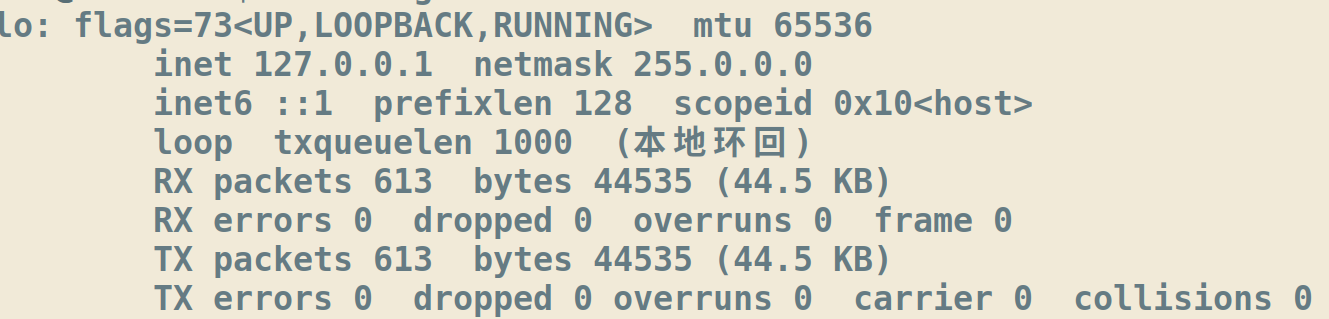 lo: flags=73<UP,LOOPBACK,RUNNING>  mtu 65536
        inet 127.0.0.1  netmask 255.0.0.0
        inet6 ::1  prefixlen 128  scopeid 0x10<host>
        loop  txqueuelen 1000  (本地环回)
        RX packets 613  bytes 44535 (44.5 KB)
        RX errors 0  dropped 0  overruns 0  frame 0
        TX packets 613  bytes 44535 (44.5 KB)
        TX errors 0  dropped 0 overruns 0  carrier 0  collisions 0